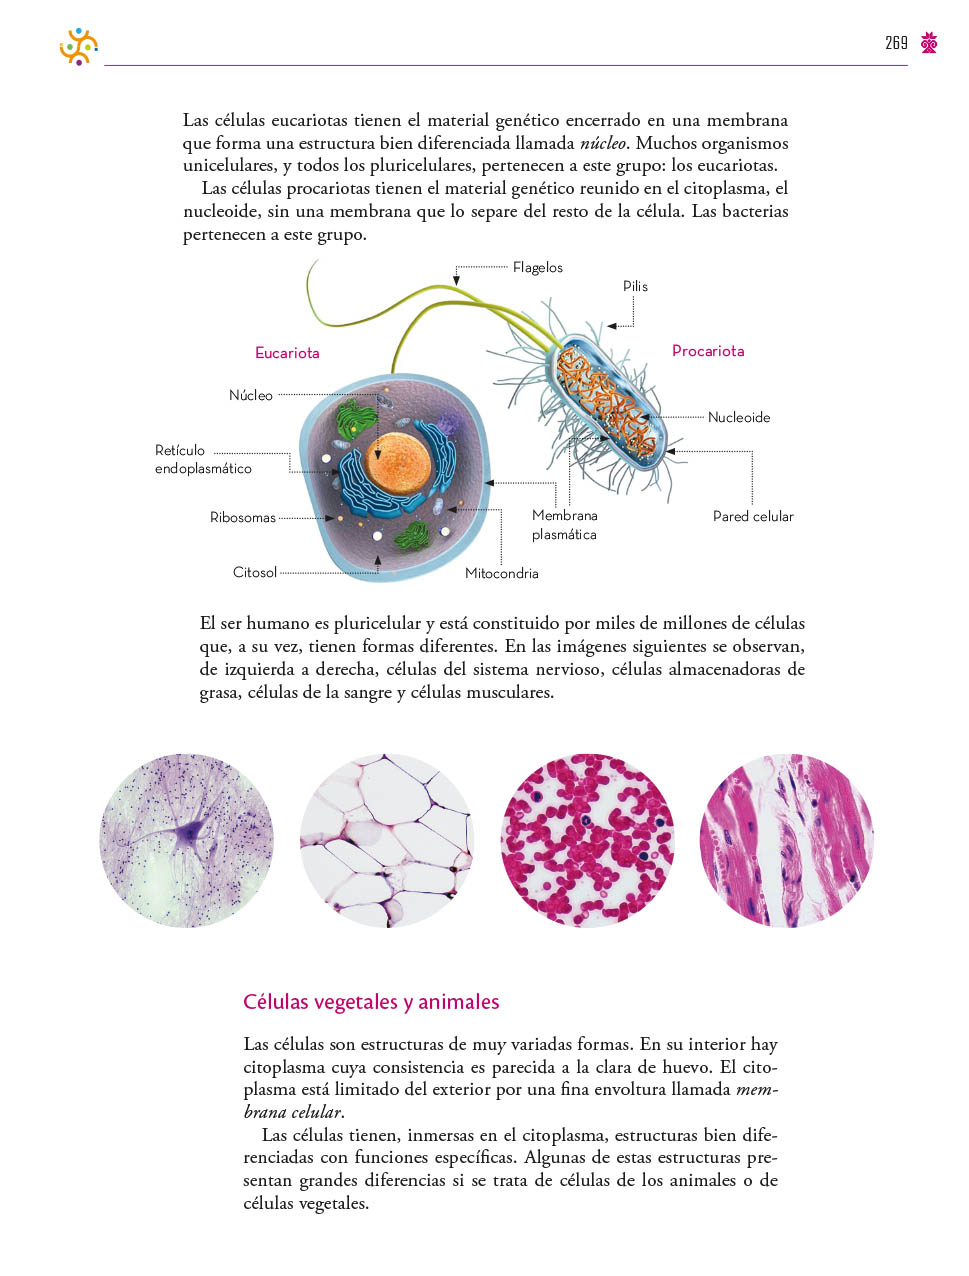 269
Las células eucariotas tienen el material genético encerrado en una membrana
que forma una estructura bien diferenciada llamada núcleo. Muchos organismos
unicelulares, y todos los pluricelulares, pertenecen a este grupo: los eucariotas.
Las células procariotas tienen el material genético reunido en el citoplasma, el
nucleoide, sin una membrana que lo separe del resto de la célula. Las bacterias
pertenecen a este grupo.
Flagelos
Pilis
Eucariota
Procariota
Núcleo
Nucleoide
Retículo
endoplasmático
Ribosomas
Membrana
plasmática
Pared celular
Citosol
Mitocondria
El ser humano es pluricelular y está constituido por miles de millones de células
que, a su vez, tienen formas diferentes. En las imágenes siguientes se observan,
de izquierda a derecha, células del sistema nervioso, células almacenadoras de
grasa, células de la sangre y células musculares.
Células vegetales y animales
Las células son estructuras de muy variadas formas. En su interior hay
citoplasma cuya consistencia es parecida a la clara de huevo. El cito-
plasma está limitado del exterior por una fina envoltura llamada mem-
brana celular.
Las células tienen, inmersas en el citoplasma, estructuras bien dife-
renciadas con funciones específicas. Algunas de estas estructuras pre-
sentan grandes diferencias si se trata de células de los animales o de
células vegetales.